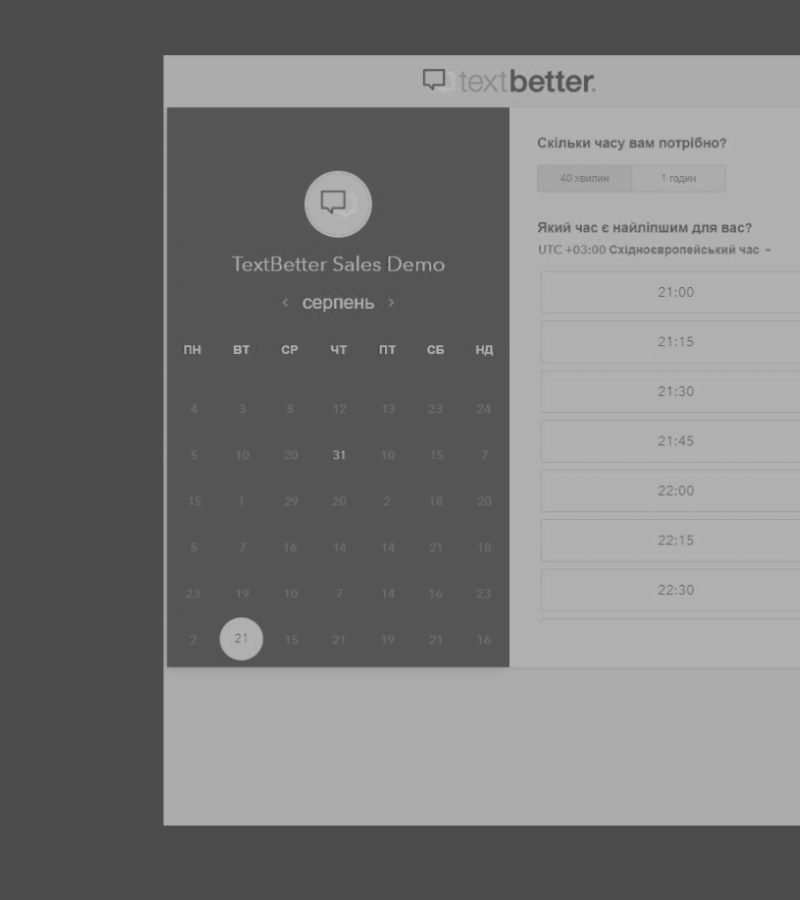 textbetter.
TextBetter Sales Demo
‹ серпень ›
ПН ВТ СР ЧТ ПТ СБ НД
4 3 8 12 13 23 24
5 10 20 31 10 15 7
15 1 29 20 2 18 20
5 7 16 14 14 21 18
23 19 10 7 14 16 23
2 21 15 21 19 21 16
Скільки часу вам потрібно?
40 хвилин 1 годин
Який час є найліпшим для вас?
UTC +03:00 Східноєвропейський час
21:00
21:15
21:30
21:45
22:00
22:15
22:30